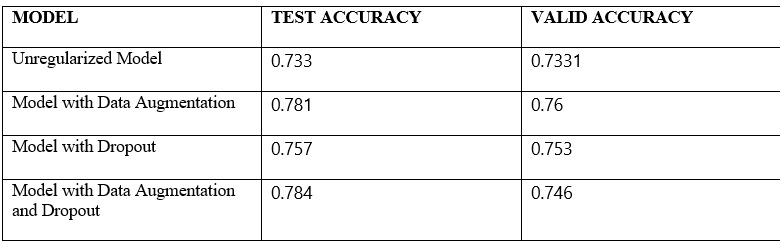 MODEL TEST ACCURACY VALID ACCURACY
Unregularized Model 0.733 0.7331
Model with Data Augmentation 0.781 0.76
Model with Dropout 0.757 0.753
Model with Data Augmentation 0.784 0.746
and Dropout